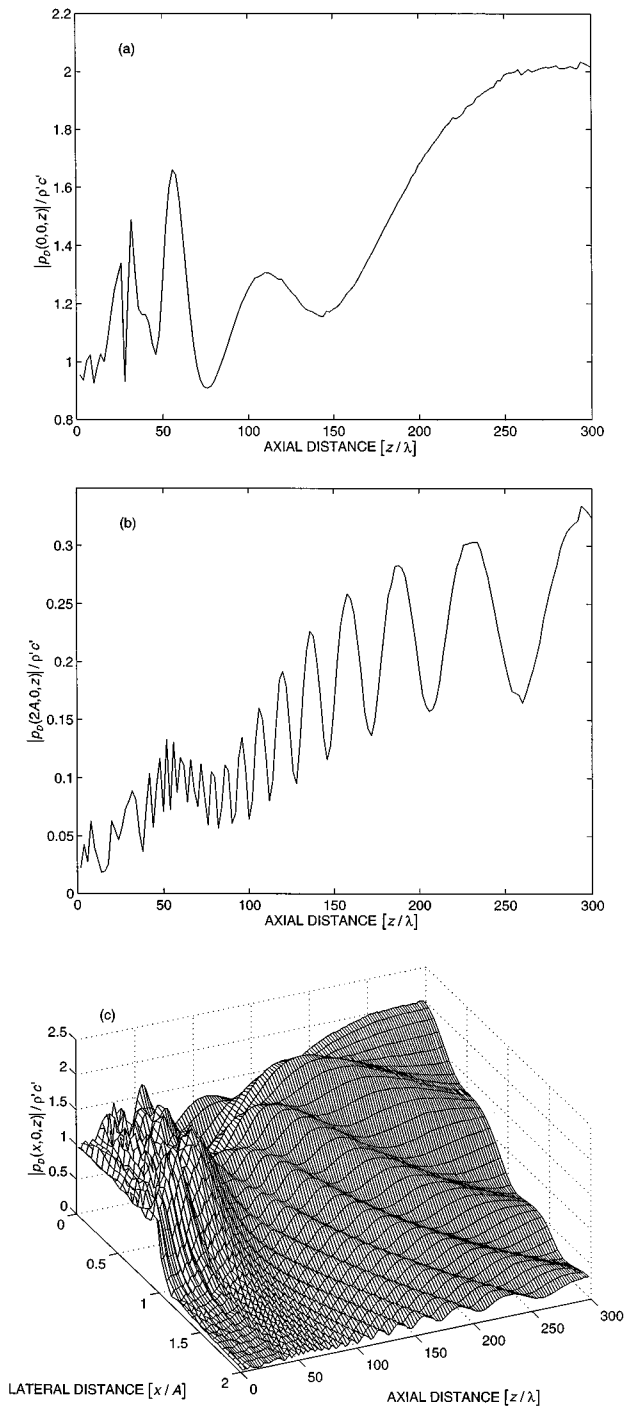 (a)
2.2
2
1.8
1.6
1.4
1.2
1
0.8
|p_D(0,0,z)| / ρ'c'
0 50 100 150 200 250 300
AXIAL DISTANCE [z / λ]
(b)
0.3
0.25
0.2
0.15
0.1
0.05
0
|p_D(2A,0,z)| / ρ'c'
0 50 100 150 200 250 300
AXIAL DISTANCE [z / λ]
(c)
2.5
2
1.5
1
0.5
0
|p_D(x,0,z)| / ρ'c'
0
0.5
1
1.5
2
0
50
100
150
200
250
300
LATERAL DISTANCE [x / A]
AXIAL DISTANCE [z / λ]